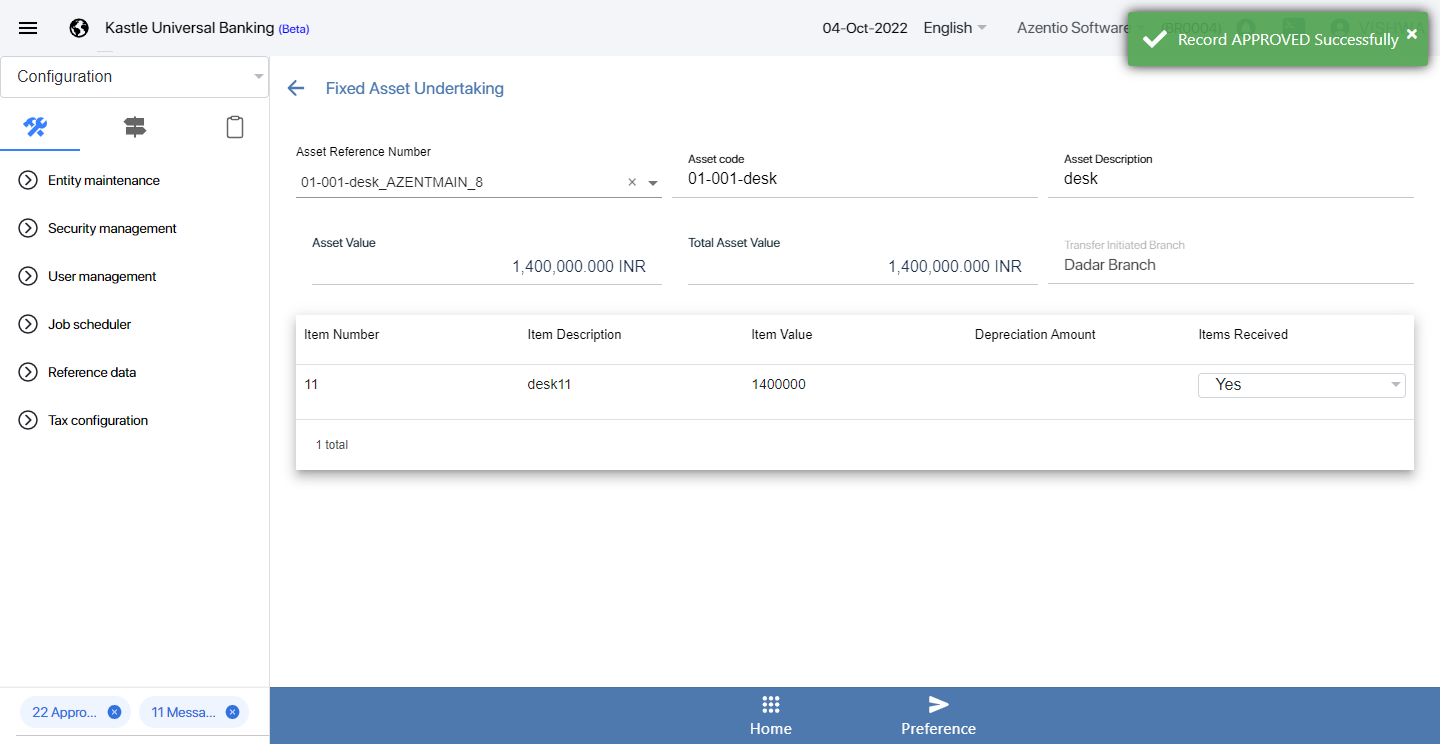 Kastle Universal Banking (Beta)
04-Oct-2022
English
Azentio Software
(BR0004)
Record APPROVED Successfully
Configuration
Entity maintenance
Security management
User management
Job scheduler
Reference data
Tax configuration
22 Appro...
11 Messa...
Fixed Asset Undertaking
Asset Reference Number
01-001-desk_AZENTMAIN_8
Asset code
01-001-desk
Asset Description
desk
Asset Value
1,400,000.000 INR
Total Asset Value
1,400,000.000 INR
Transfer Initiated Branch
Dadar Branch
Item Number Item Description Item Value Depreciation Amount Items Received
11 desk11 1400000 Yes
1 total
Home
Preference